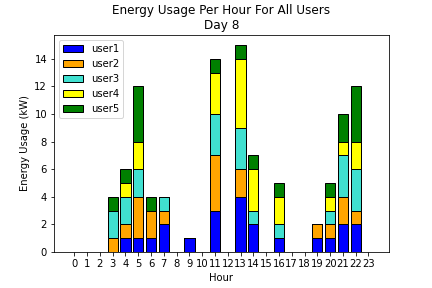 Energy Usage Per Hour For All Users
Day 8
user1
user2
user3
user4
user5
Energy Usage (kW)
14
12
10
8
6
4
2
0
0 1 2 3 4 5 6 7 8 9 10 11 12 13 14 15 16 17 18 19 20 21 22 23
Hour